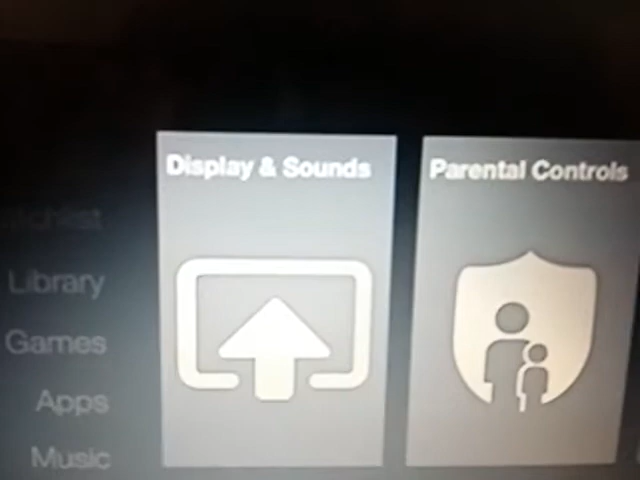 Display & Sounds
Parental Controls
Library
Games
Apps
Music